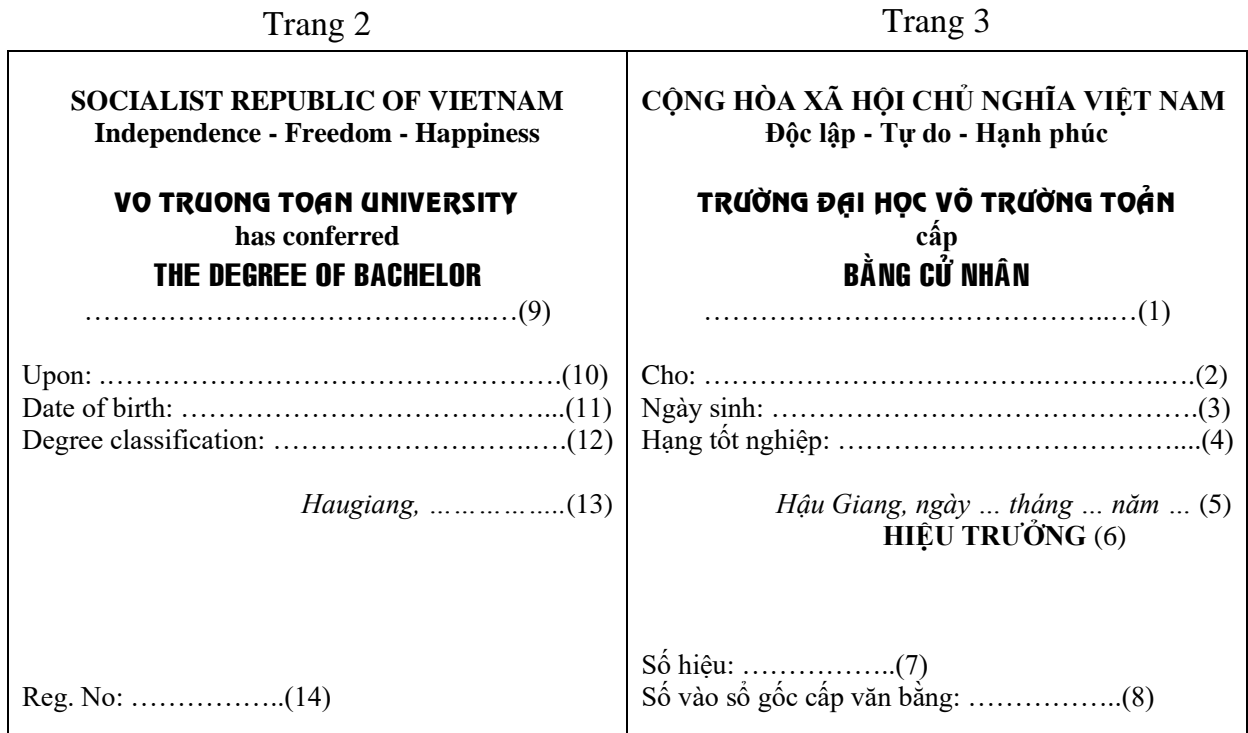 Trang 2
SOCIALIST REPUBLIC OF VIETNAM
Independence - Freedom - Happiness
VO TRUONG TOAN UNIVERSITY
has conferred
THE DEGREE OF BACHELOR
……………………………………...…(9)
Upon: .………………………………………….(10)
Date of birth: …………………………………...(11)
Degree classification: ………………………….(12)
Haugiang, …………….(13)
Reg. No: ……………..(14)
Trang 3
CỘNG HÒA XÃ HỘI CHỦ NGHĨA VIỆT NAM
Độc lập - Tự do - Hạnh phúc
TRƯỜNG ĐẠI HỌC VÕ TRƯỜNG TOẢN
cấp
BẰNG CỬ NHÂN
……………………………………..…(1)
Cho: ……………………………….………….….(2)
Ngày sinh: ……………………………………….(3)
Hạng tốt nghiệp: ………………………………....(4)
Hậu Giang, ngày … tháng … năm … (5)
HIỆU TRƯỞNG (6)
Số hiệu: ……………..(7)
Số vào sổ gốc cấp văn bằng: ……………..(8)